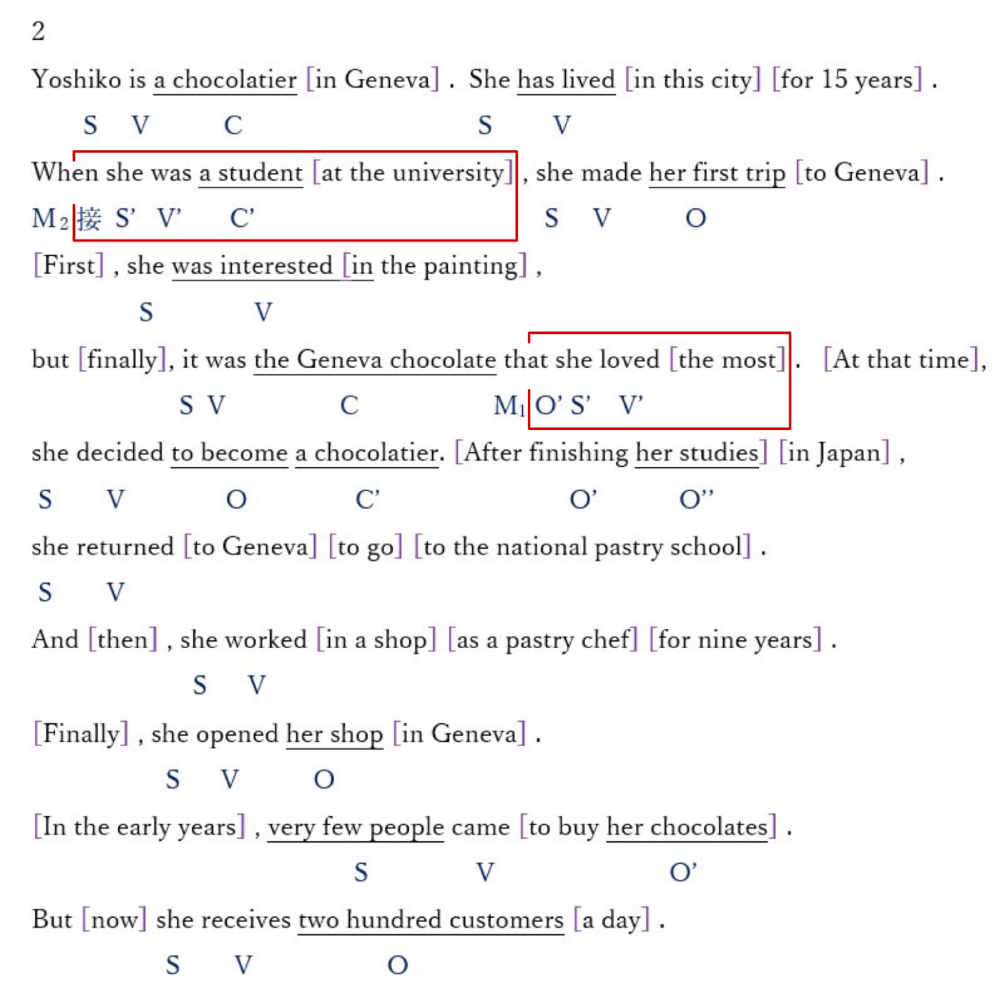 2
Yoshiko is a chocolatier [in Geneva] . She has lived [in this city] [for 15 years] .
S V C S V
When she was a student [at the university] , she made her first trip [to Geneva] .
M2 接 S’ V’ C’ S V O
[First] , she was interested [in the painting] ,
S V
but [finally], it was the Geneva chocolate that she loved [the most] . [At that time],
S V C M1 O’ S’ V’
she decided to become a chocolatier. [After finishing her studies] [in Japan] ,
S V O C’ O’ O’’
she returned [to Geneva] [to go] [to the national pastry school] .
S V
And [then] , she worked [in a shop] [as a pastry chef] [for nine years] .
S V
[Finally] , she opened her shop [in Geneva] .
S V O
[In the early years] , very few people came [to buy her chocolates] .
S V O’
But [now] she receives two hundred customers [a day] .
S V O